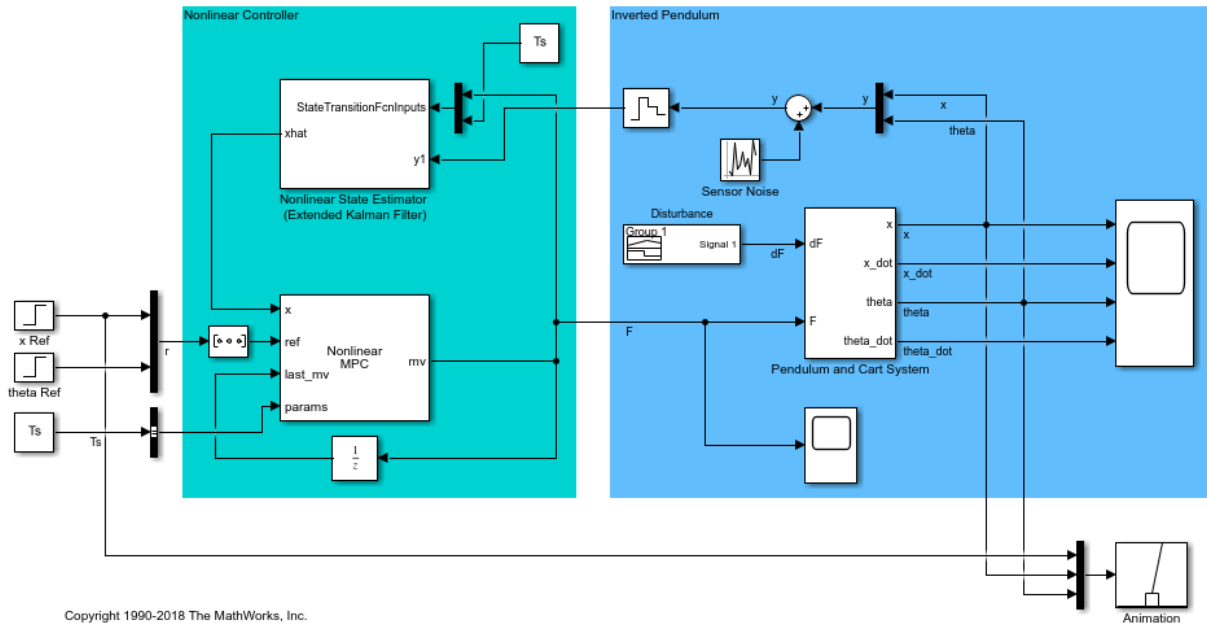 Nonlinear Controller
Ts
StateTransitionFcnInputs
xhat
y1
Nonlinear State Estimator
(Extended Kalman Filter)
x Ref
theta Ref
r
Ts
Ts
x
ref
last_mv
params
Nonlinear
MPC
mv
1
z
Inverted Pendulum
y
y
x
theta
Sensor Noise
Disturbance
Group 1
Signal 1
dF
F
dF
F
x
x_dot
theta
theta_dot
x
x_dot
theta
theta_dot
Pendulum and Cart System
Animation
Copyright 1990-2018 The MathWorks, Inc.